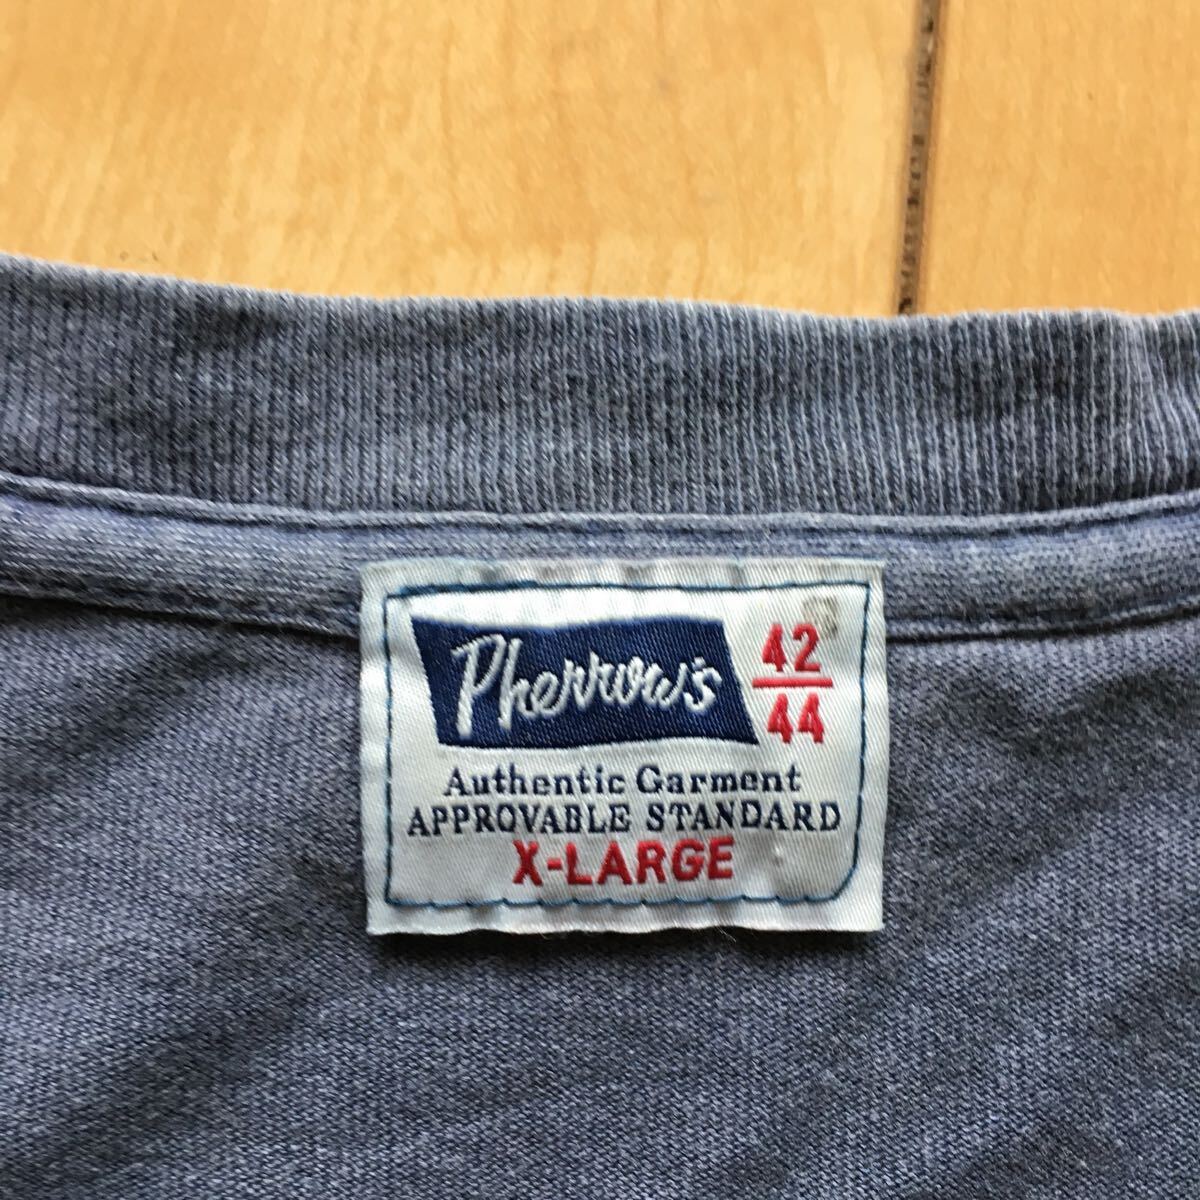 Pherrow's
42
44
Authentic Garment
APPROVABLE STANDARD
X-LARGE